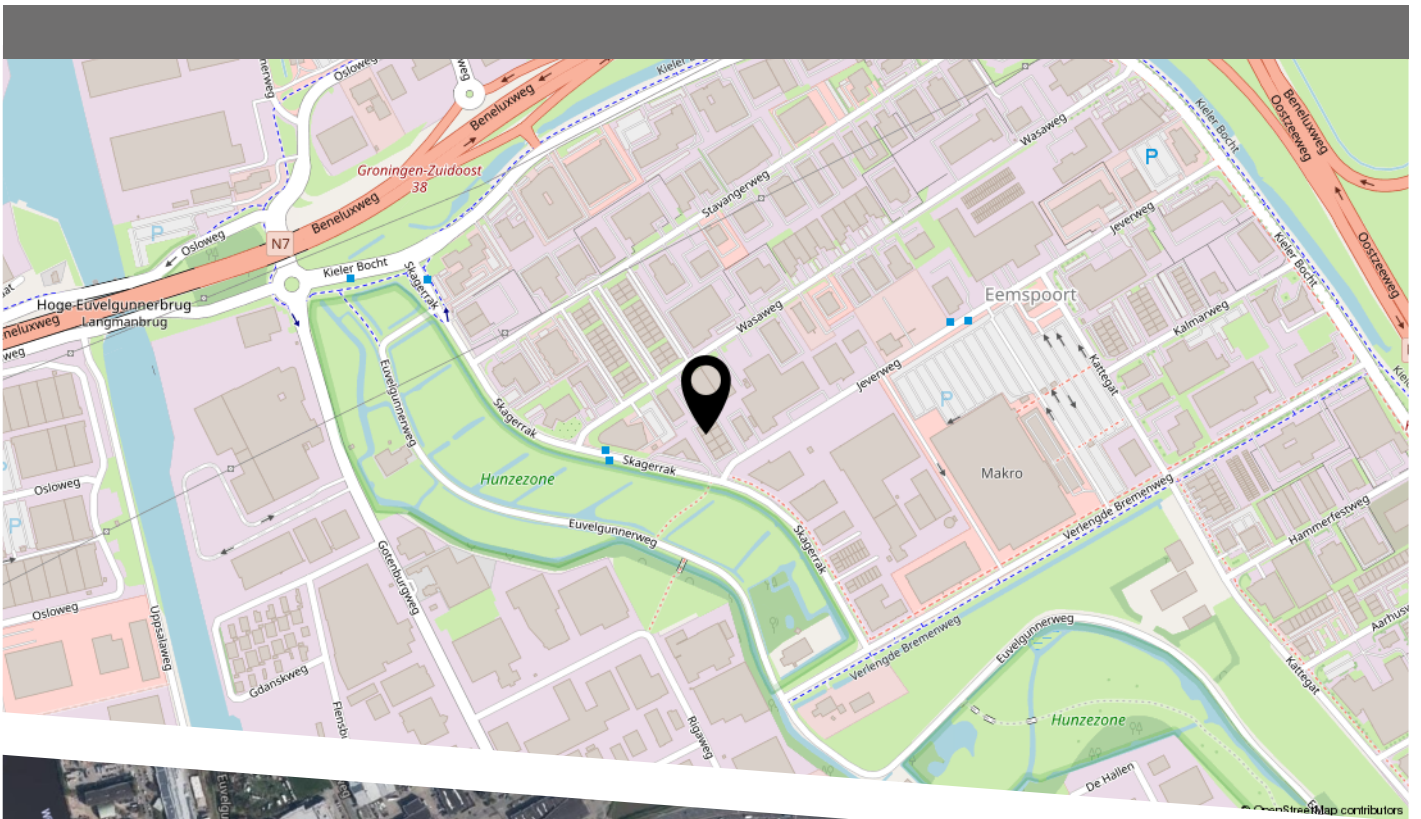 Osloweg
Kieler
Beneluxweg
Groningen-Zuidoost
38
Beneluxweg
Osloweg
N7
Kieler Bocht
Skagerrak
Hoge Euvelgunnerbrug
Langmanbrug
Stavangerweg
Wasaweg
Wasaweg
Kieler Bocht
Beneluxweg
Oostzeeweg
P
P
Jeverweg
Kieler Bocht
Oostzeeweg
Eemspoort
Kalmarweg
Jeverweg
Kattegat
P
Euvelgunnerweg
Skagerrak
Skagerrak
Hunzezone
Makro
Osloweg
P
Euvelgunnerweg
Skagerrak
Verlengde Bremenweg
Hammerfestweg
Gotenburgweg
Osloweg
Uppsalaweg
Gdanskweg
Verlengde Bremenweg
Euvelgunnerweg
Kattegat
Rigaweg
Hunzezone
De Hallen
© OpenStreetMap contributors